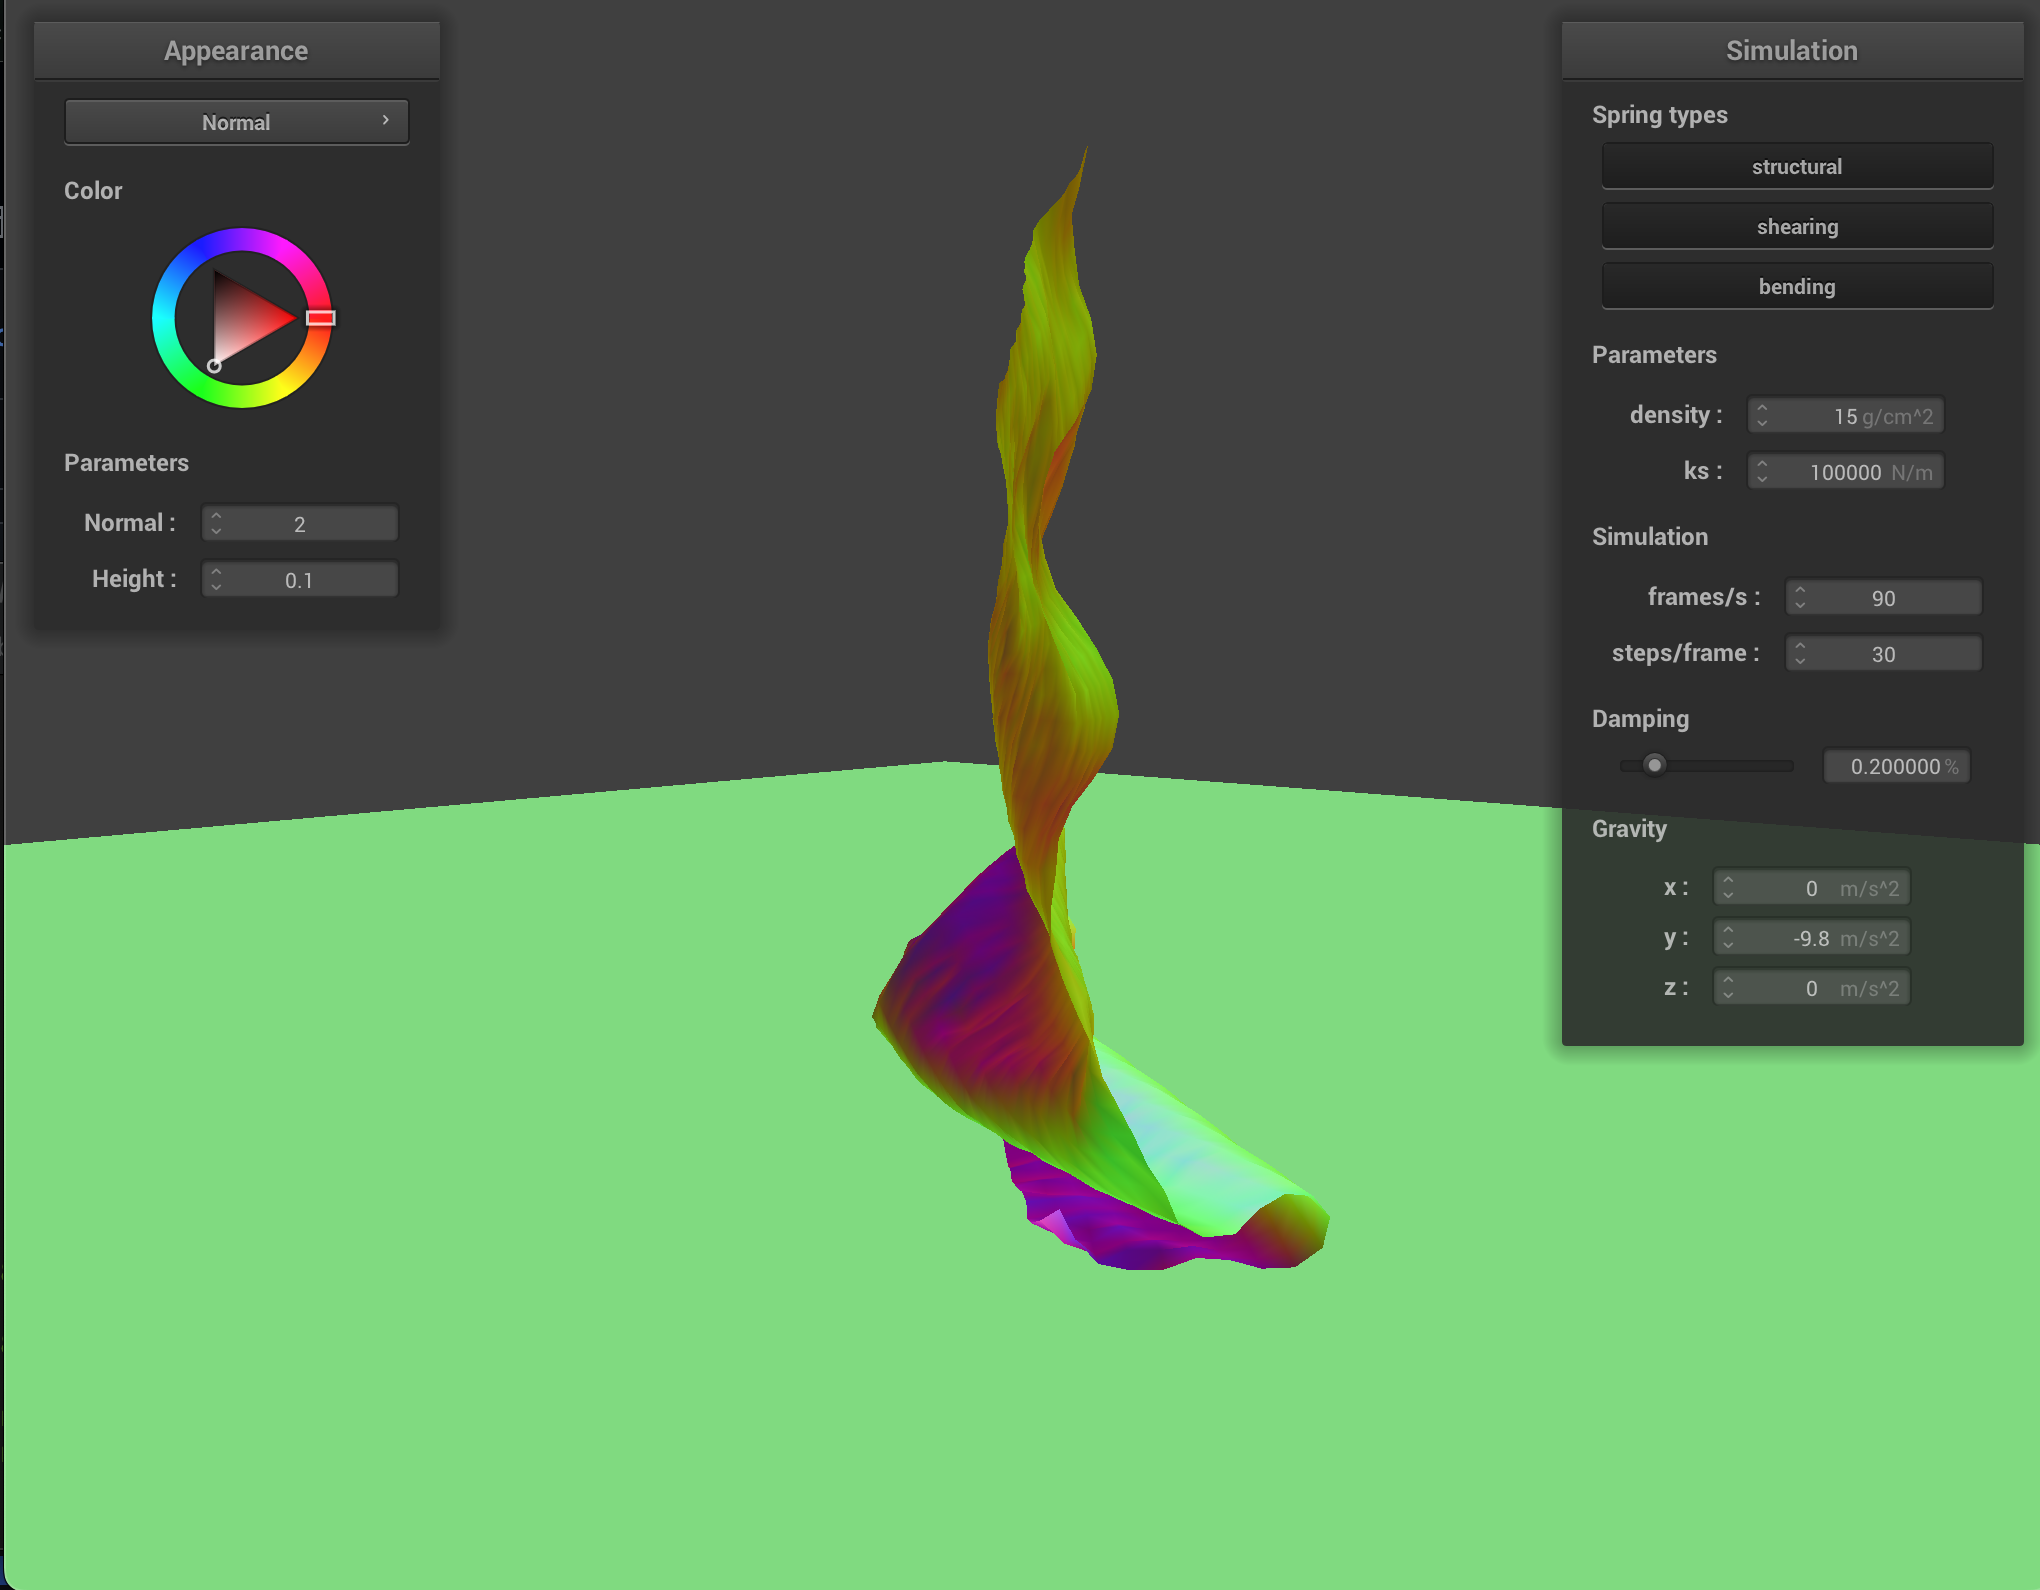 Appearance
Normal
Color
Parameters
Normal : 2
Height : 0.1
Simulation
Spring types
structural
shearing
bending
Parameters
density : 15 g/cm^2
ks : 100000 N/m
Simulation
frames/s : 90
steps/frame : 30
Damping
0.200000 %
Gravity
x : 0 m/s^2
y : -9.8 m/s^2
z : 0 m/s^2